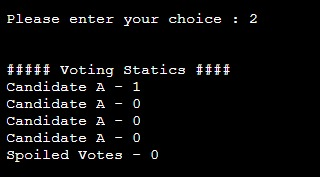 Please enter your choice : 2
##### Voting Statics ####
Candidate A - 1
Candidate A - 0
Candidate A - 0
Candidate A - 0
Spoiled Votes - 0